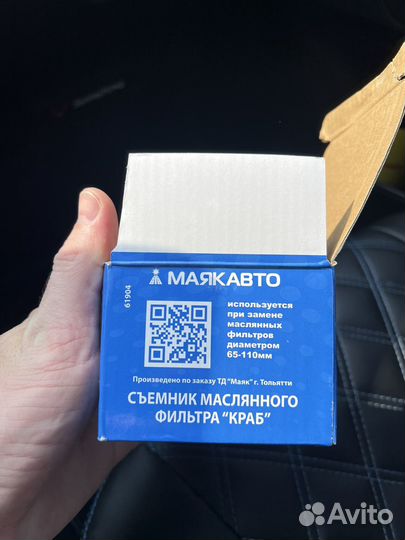 МАЯКАВТО
61904
используется
при замене
маслянных
фильтров
диаметром
65-110мм
Произведено по заказу ТД "Маяк" г. Тольятти
СЪЕМНИК МАСЛЯННОГО
ФИЛЬТРА "КРАБ"
Avito